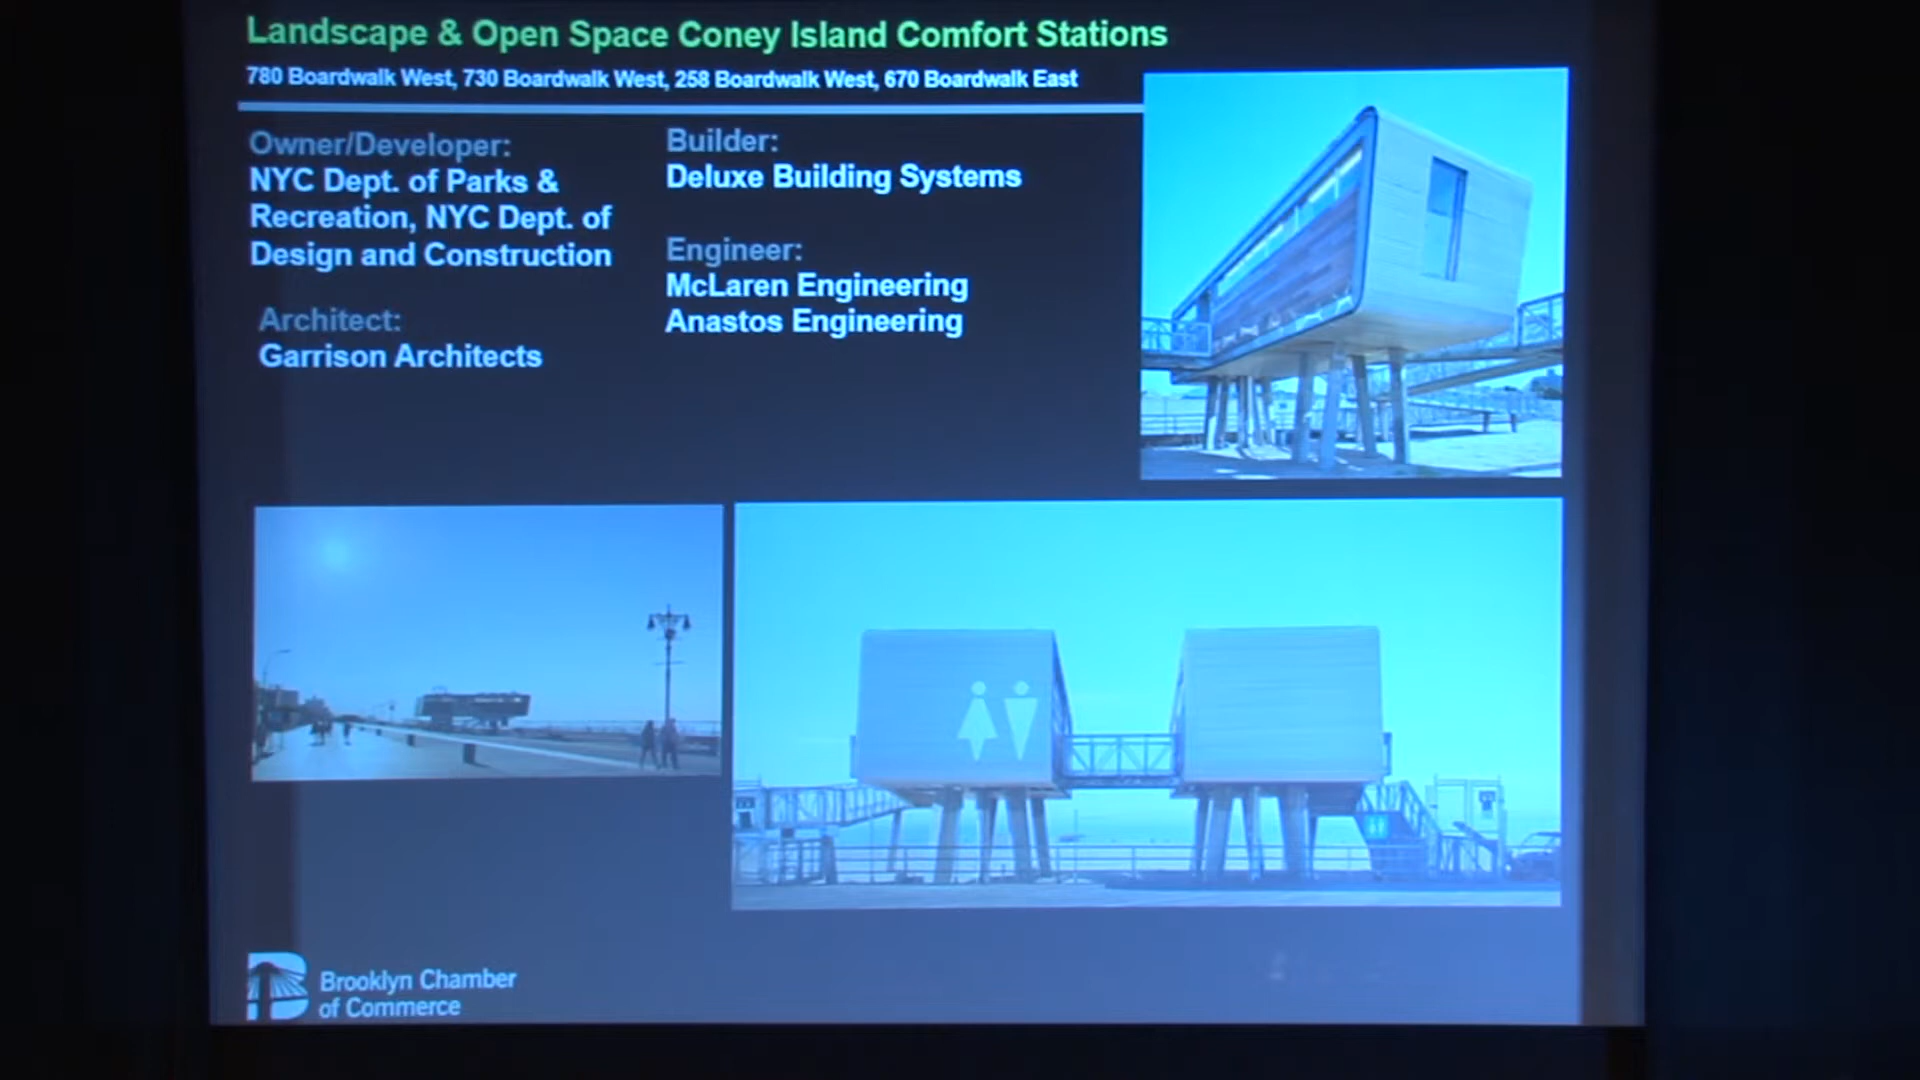 Landscape & Open Space Coney Island Comfort Stations
780 Boardwalk West, 730 Boardwalk West, 258 Boardwalk West, 670 Boardwalk East
Owner/Developer:
NYC Dept. of Parks &
Recreation, NYC Dept. of
Design and Construction
Architect:
Garrison Architects
Builder:
Deluxe Building Systems
Engineer:
McLaren Engineering
Anastos Engineering
Brooklyn Chamber
of Commerce